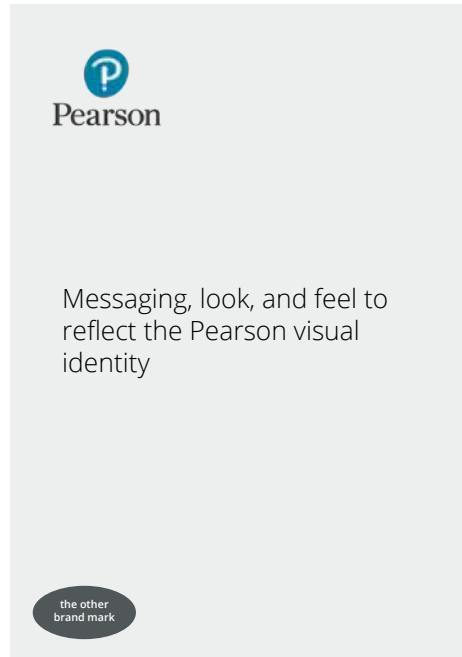 Pearson
Messaging, look, and feel to
reflect the Pearson visual
identity
the other
brand mark